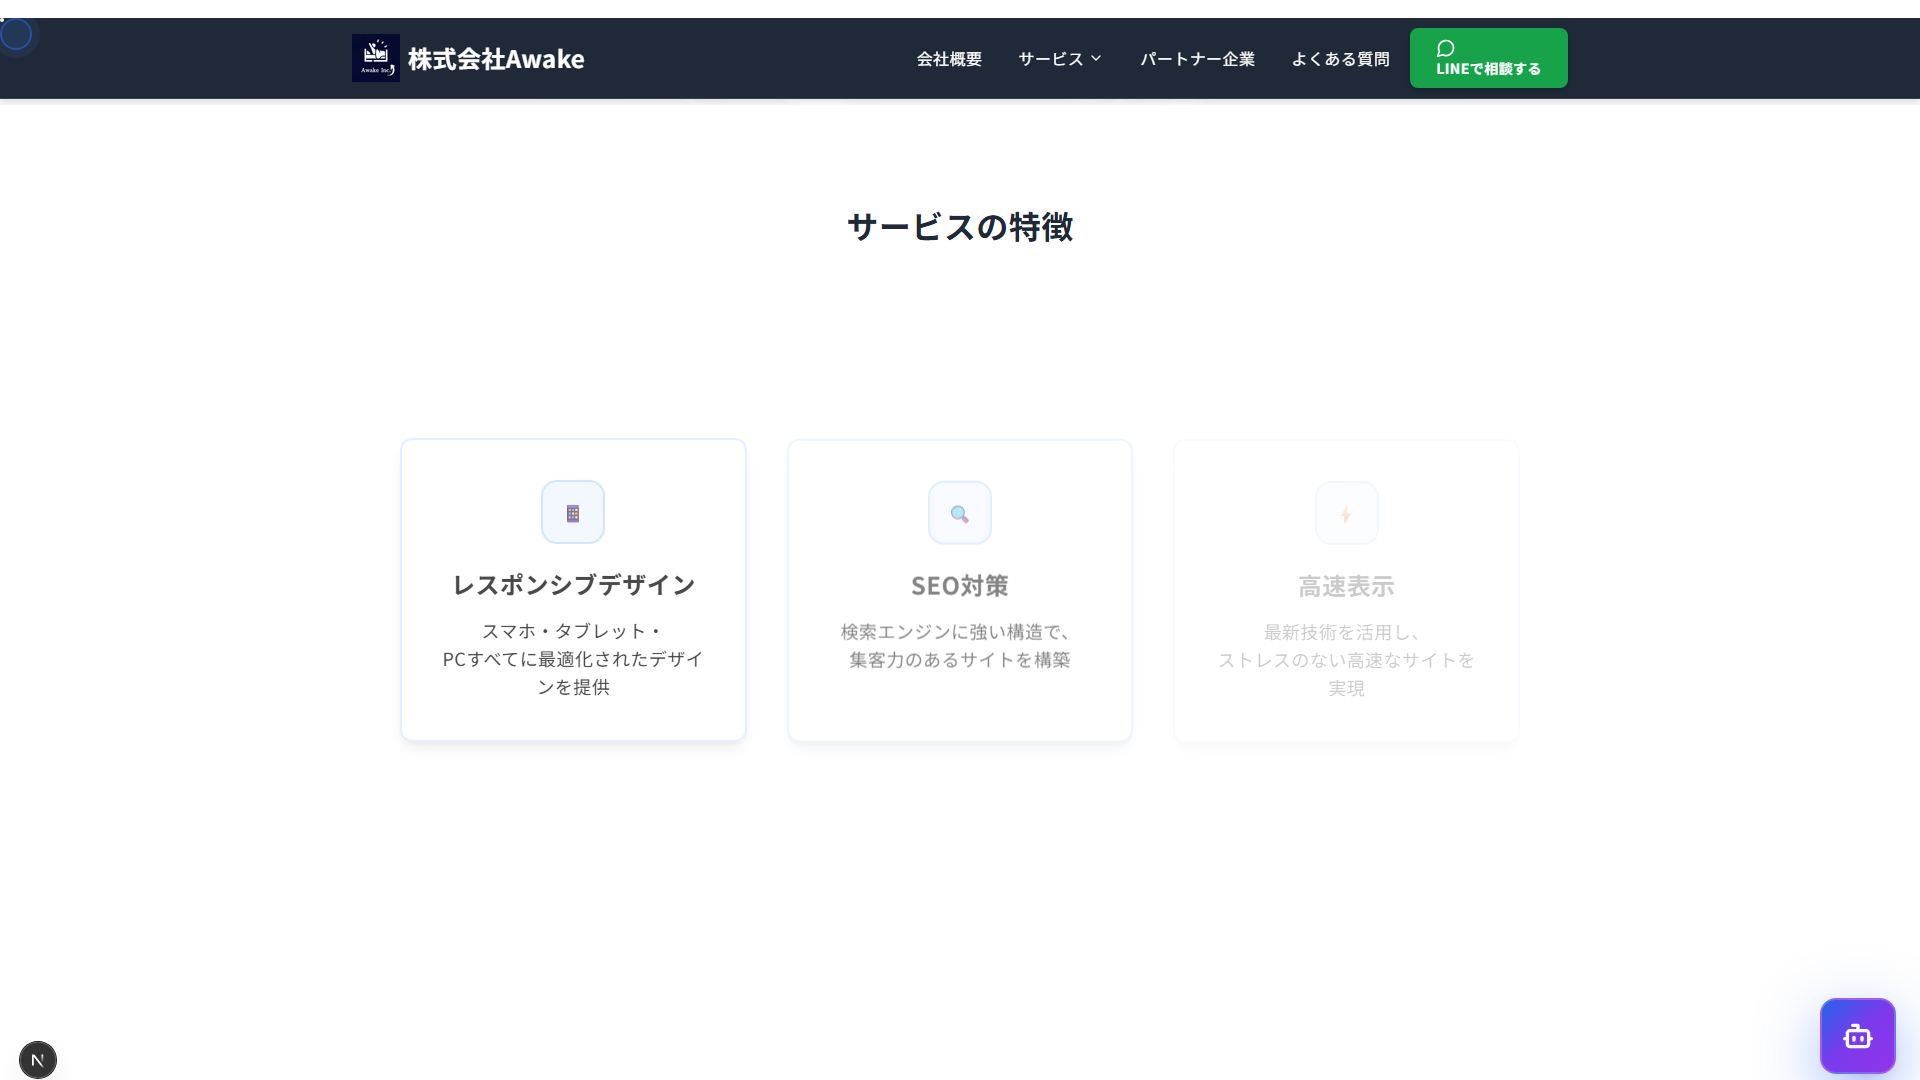 Awake Inc.
株式会社Awake
会社概要
サービス
パートナー企業
よくある質問
LINEで相談する
サービスの特徴
レスポンシブデザイン
スマホ・タブレット・
PCすべてに最適化されたデザイ
ンを提供
SEO対策
検索エンジンに強い構造で、
集客力のあるサイトを構築
高速表示
最新技術を活用し、
ストレスのない高速なサイトを
実現
N